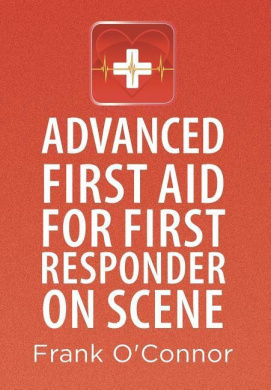 ADVANCED
FIRST AID
FOR FIRST
RESPONDER
ON SCENE
Frank O'Connor